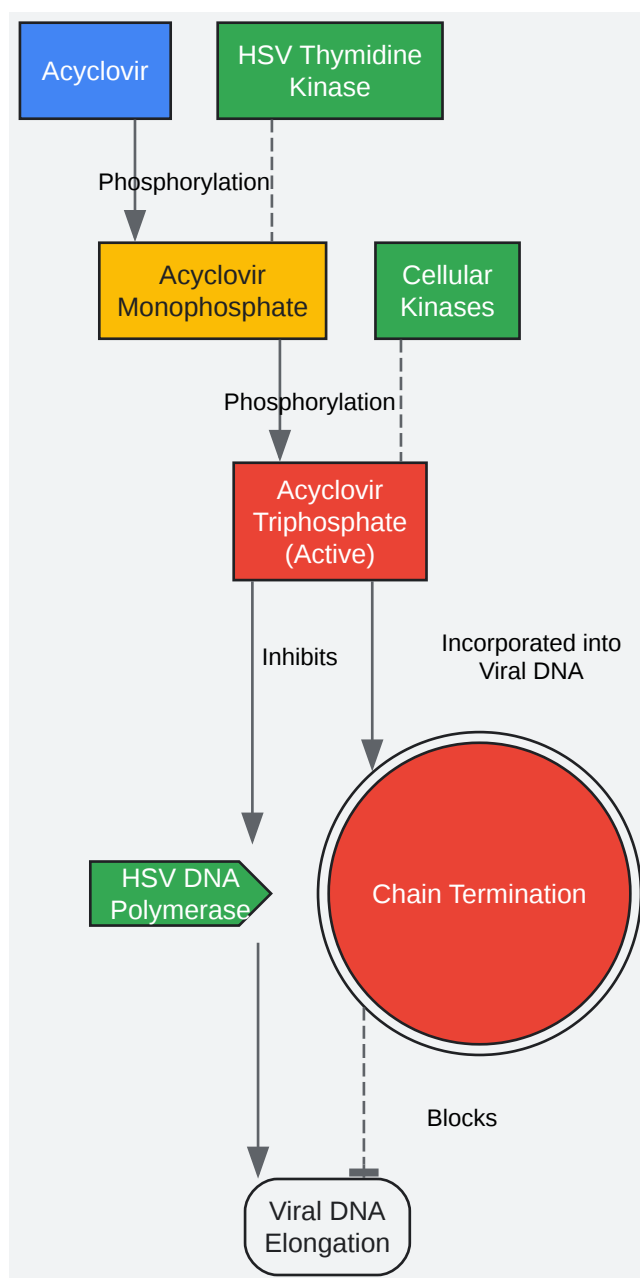 Acyclovir
HSV Thymidine
Kinase
Phosphorylation
Acyclovir
Monophosphate
Cellular
Kinases
Phosphorylation
Acyclovir
Triphosphate
(Active)
Inhibits
Incorporated into
Viral DNA
HSV DNA
Polymerase
Chain Termination
Blocks
Viral DNA
Elongation